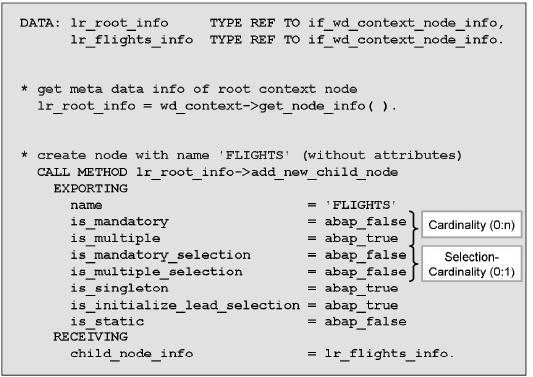 DATA: lr_root_info TYPE REF TO if_wd_context_node_info,
lr_flights_info TYPE REF TO if_wd_context_node_info.
* get meta data info of root context node
lr_root_info = wd_context->get_node_info( ).
* create node with name 'FLIGHTS' (without attributes)
CALL METHOD lr_root_info->add_new_child_node
EXPORTING
name = 'FLIGHTS'
is_mandatory = abap_false
is_multiple = abap_true
Cardinality (0:n)
is_mandatory_selection = abap_false
is_multiple_selection = abap_false
Selection-
Cardinality (0:1)
is_singleton = abap_true
is_initialize_lead_selection = abap_true
is_static = abap_false
RECEIVING
child_node_info = lr_flights_info.